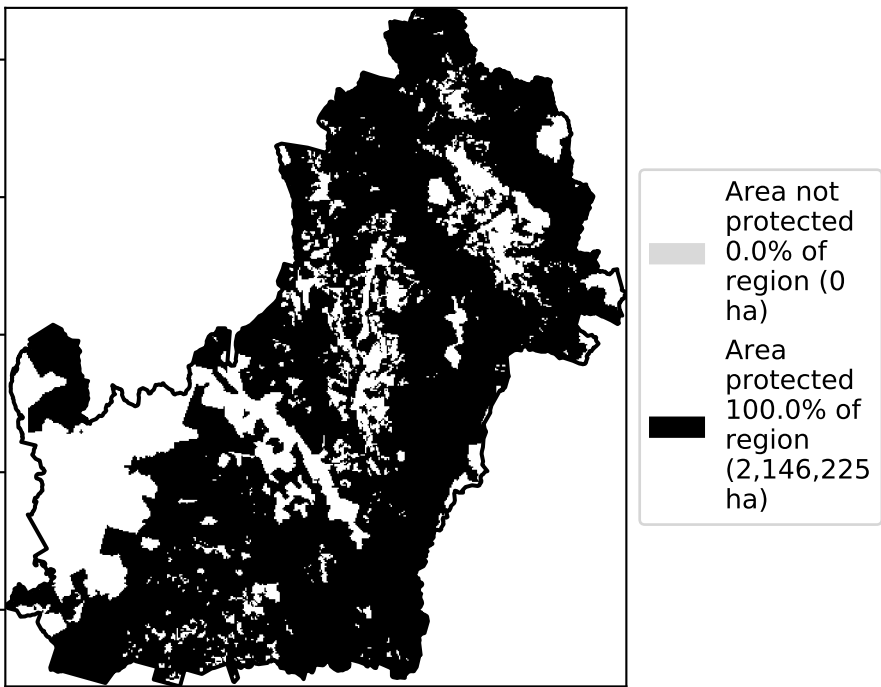 Area not
protected
0.0% of
region (0
ha)
Area
protected
100.0% of
region
(2,146,225
ha)